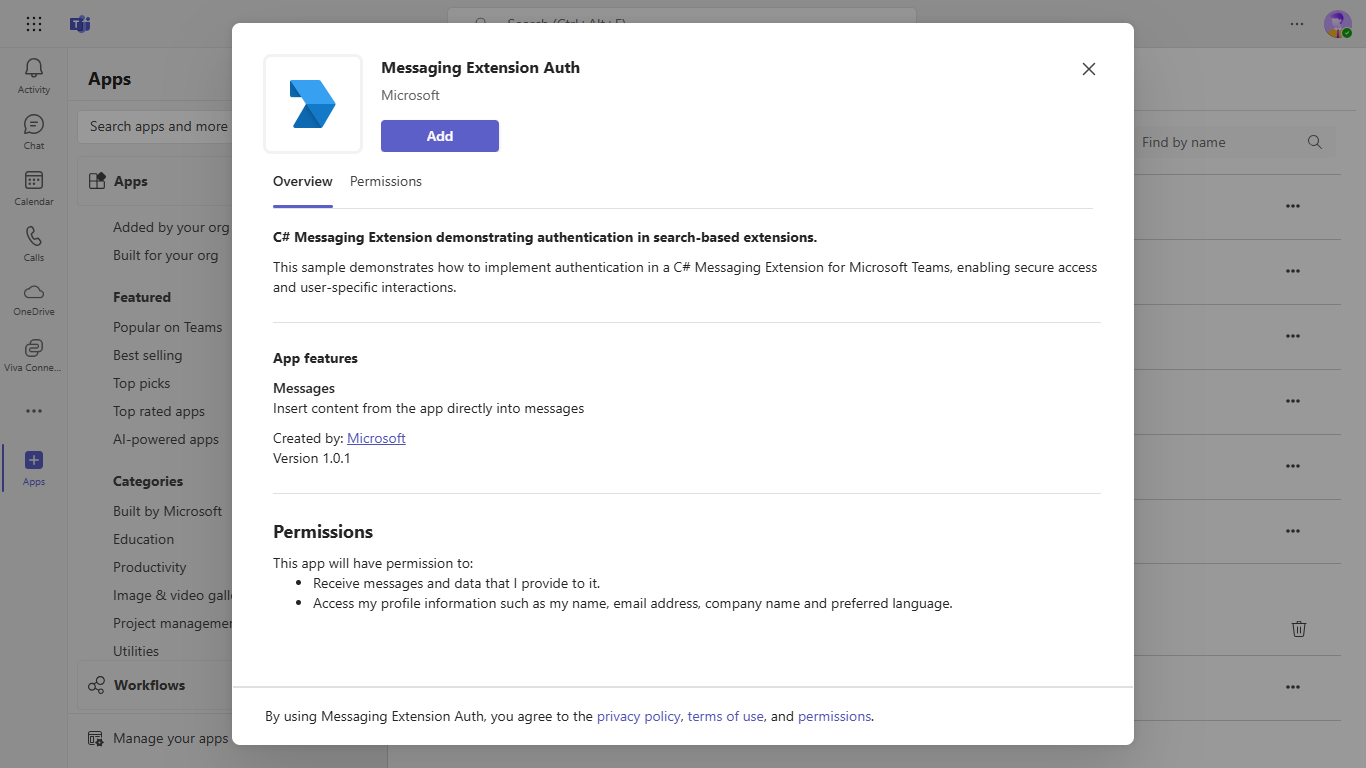 Search (Ctrl+Alt+E)
Activity
Chat
Calendar
Calls
OneDrive
Viva Conne...
Apps
Apps
Search apps and more
Apps
Added by your org
Built for your org
Featured
Popular on Teams
Best selling
Top picks
Top rated apps
AI-powered apps
Categories
Built by Microsoft
Education
Productivity
Image & video
Project
Utilities
Workflows
Manage your apps
Messaging Extension Auth
Microsoft
Add
Overview
Permissions
C# Messaging Extension demonstrating authentication in search-based extensions.
This sample demonstrates how to implement authentication in a C# Messaging Extension for Microsoft Teams, enabling secure access
and user-specific interactions.
App features
Messages
Insert content from the app directly into messages
Created by: Microsoft
Version 1.0.1
Permissions
This app will have permission to:
• Receive messages and data that I provide to it.
• Access my profile information such as my name, email address, company name and preferred language.
By using Messaging Extension Auth, you agree to the privacy policy, terms of use, and permissions.
Find by name